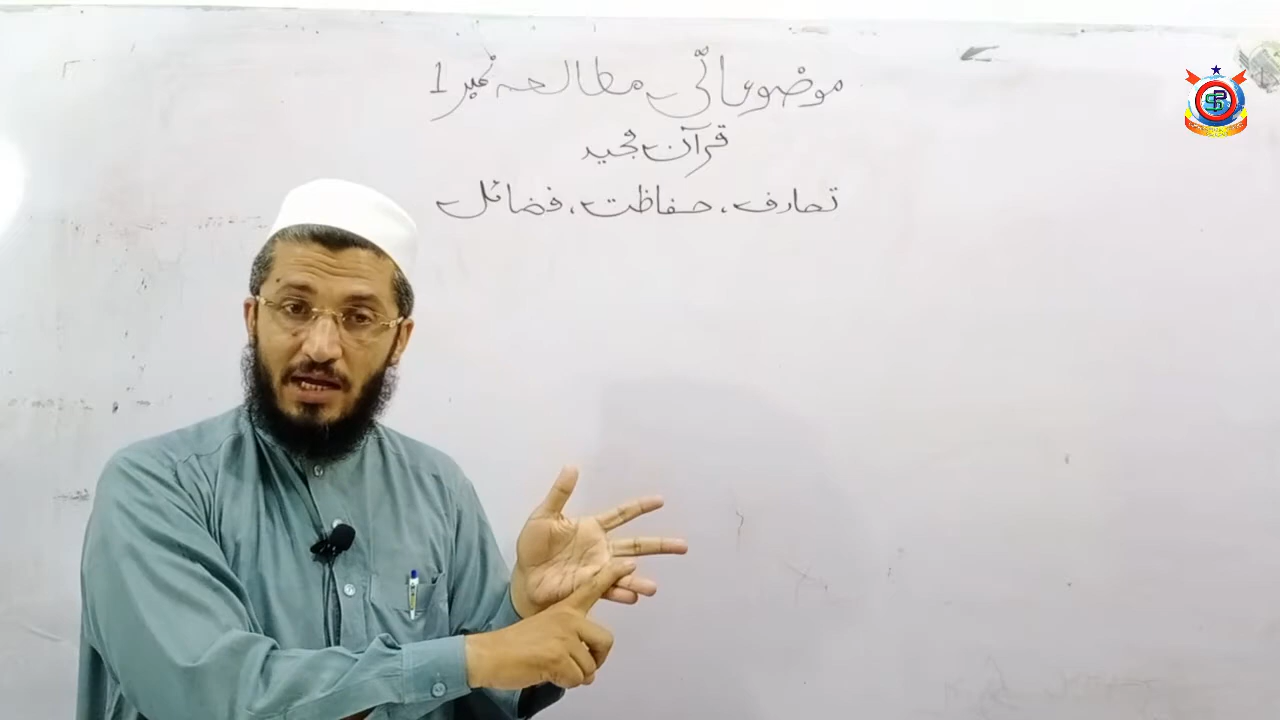 موضوعاتی مطالعہ نمبر 1
قرآن مجید
تعارف، حفاظت، فضائل